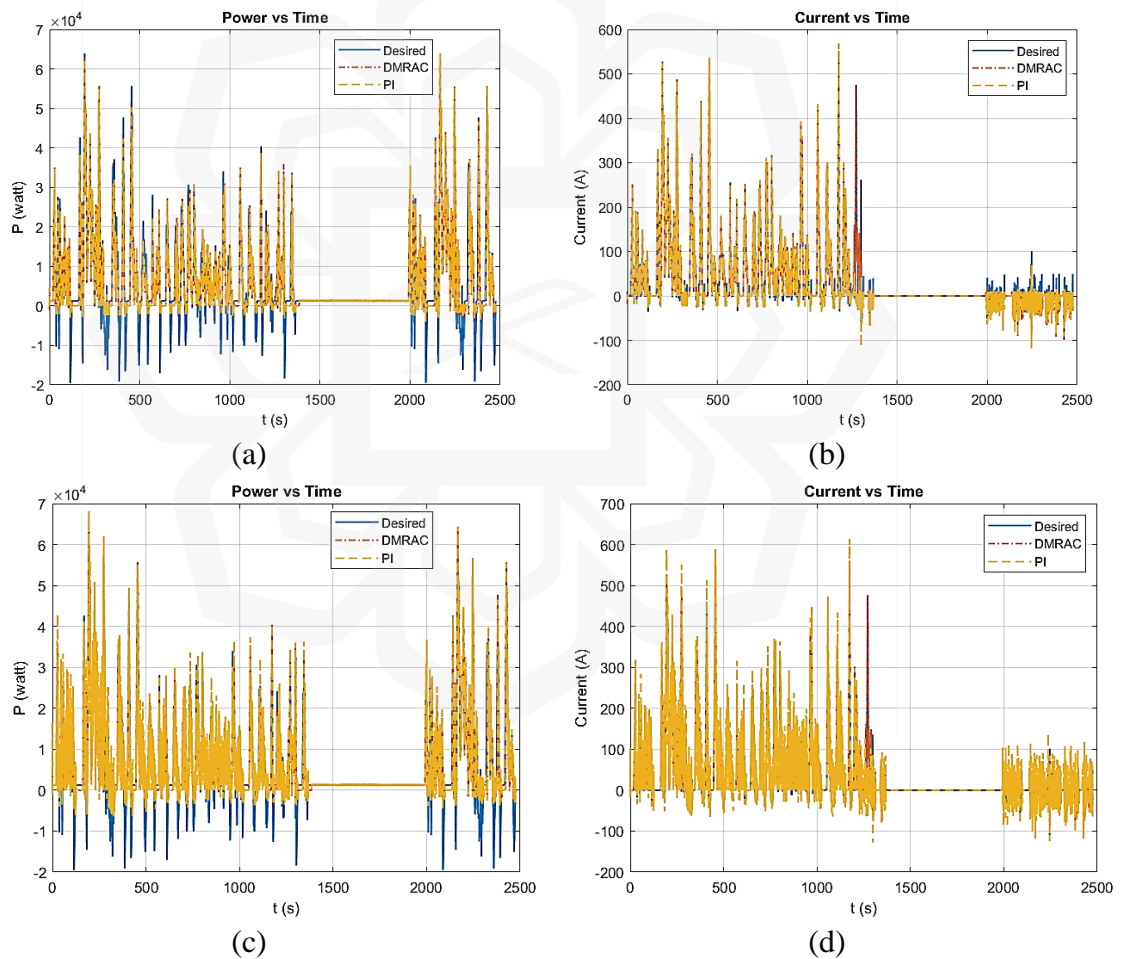 Power vs Time
×10⁴
7
6
5
4
3
2
1
0
-1
-2
P (watt)
0 500 1000 1500 2000 2500
t (s)
Desired
DMRAC
PI
(a)
Current vs Time
600
500
400
300
200
100
0
-100
-200
Current (A)
0 500 1000 1500 2000 2500
t (s)
Desired
DMRAC
PI
(b)
Power vs Time
×10⁴
7
6
5
4
3
2
1
0
-1
-2
P (watt)
0 500 1000 1500 2000 2500
t (s)
Desired
DMRAC
PI
(c)
Current vs Time
700
600
500
400
300
200
100
0
-100
-200
Current (A)
0 500 1000 1500 2000 2500
t (s)
Desired
DMRAC
PI
(d)